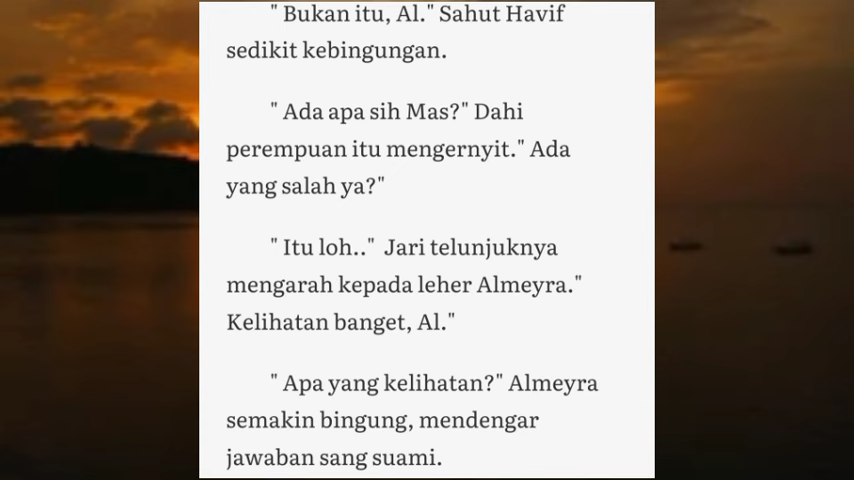 " Bukan itu, Al." Sahut Havif
sedikit kebingungan.
" Ada apa sih Mas?" Dahi
perempuan itu mengernyit." Ada
yang salah ya?"
" Itu loh.."  Jari telunjuknya
mengarah kepada leher Almeyra."
Kelihatan banget, Al."
" Apa yang kelihatan?" Almeyra
semakin bingung, mendengar
jawaban sang suami.